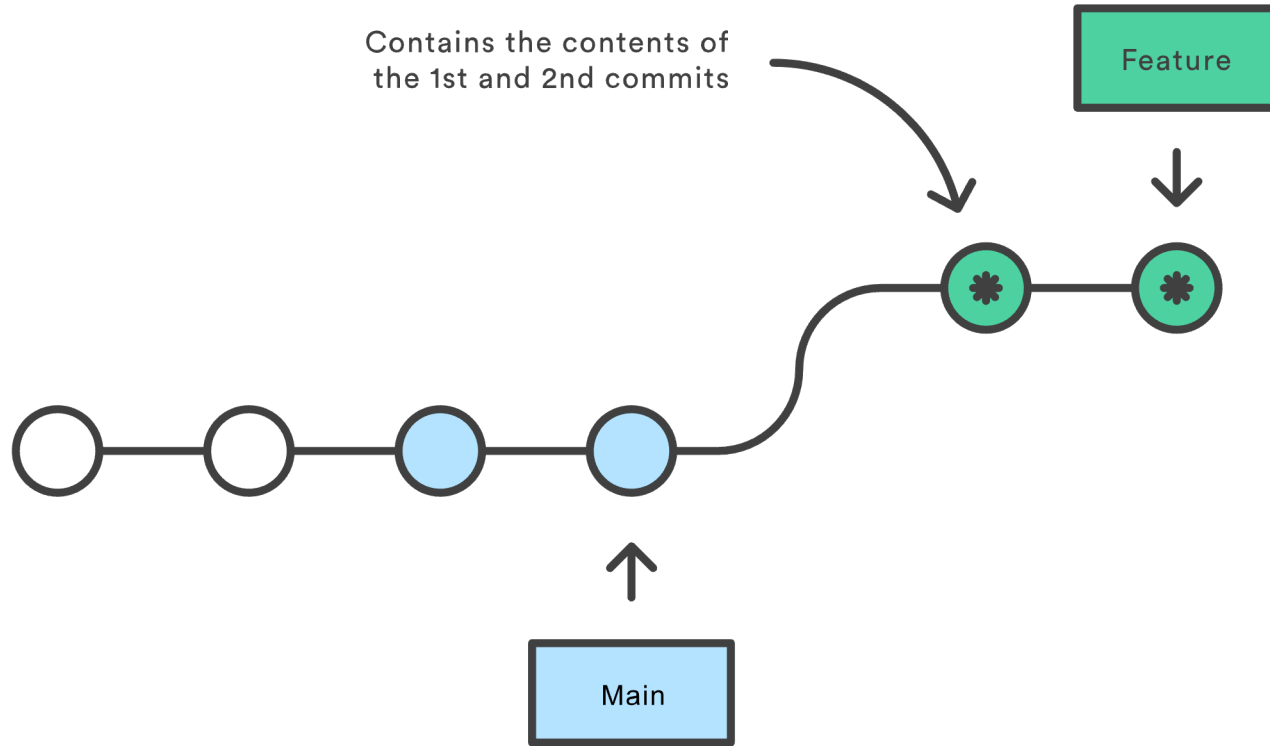 Contains the contents of
the 1st and 2nd commits
Feature
Main